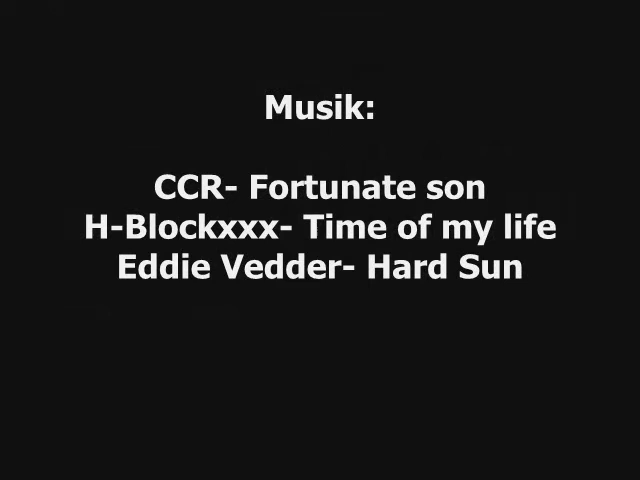 Musik:
CCR- Fortunate son
H-Blockxxx- Time of my life
Eddie Vedder- Hard Sun